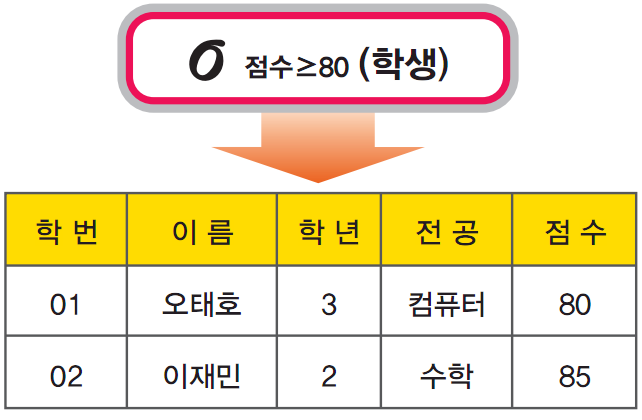 σ 점수≥80 (학생)
학 번 이 름 학 년 전 공 점 수
01 오태호 3 컴퓨터 80
02 이재민 2 수학 85